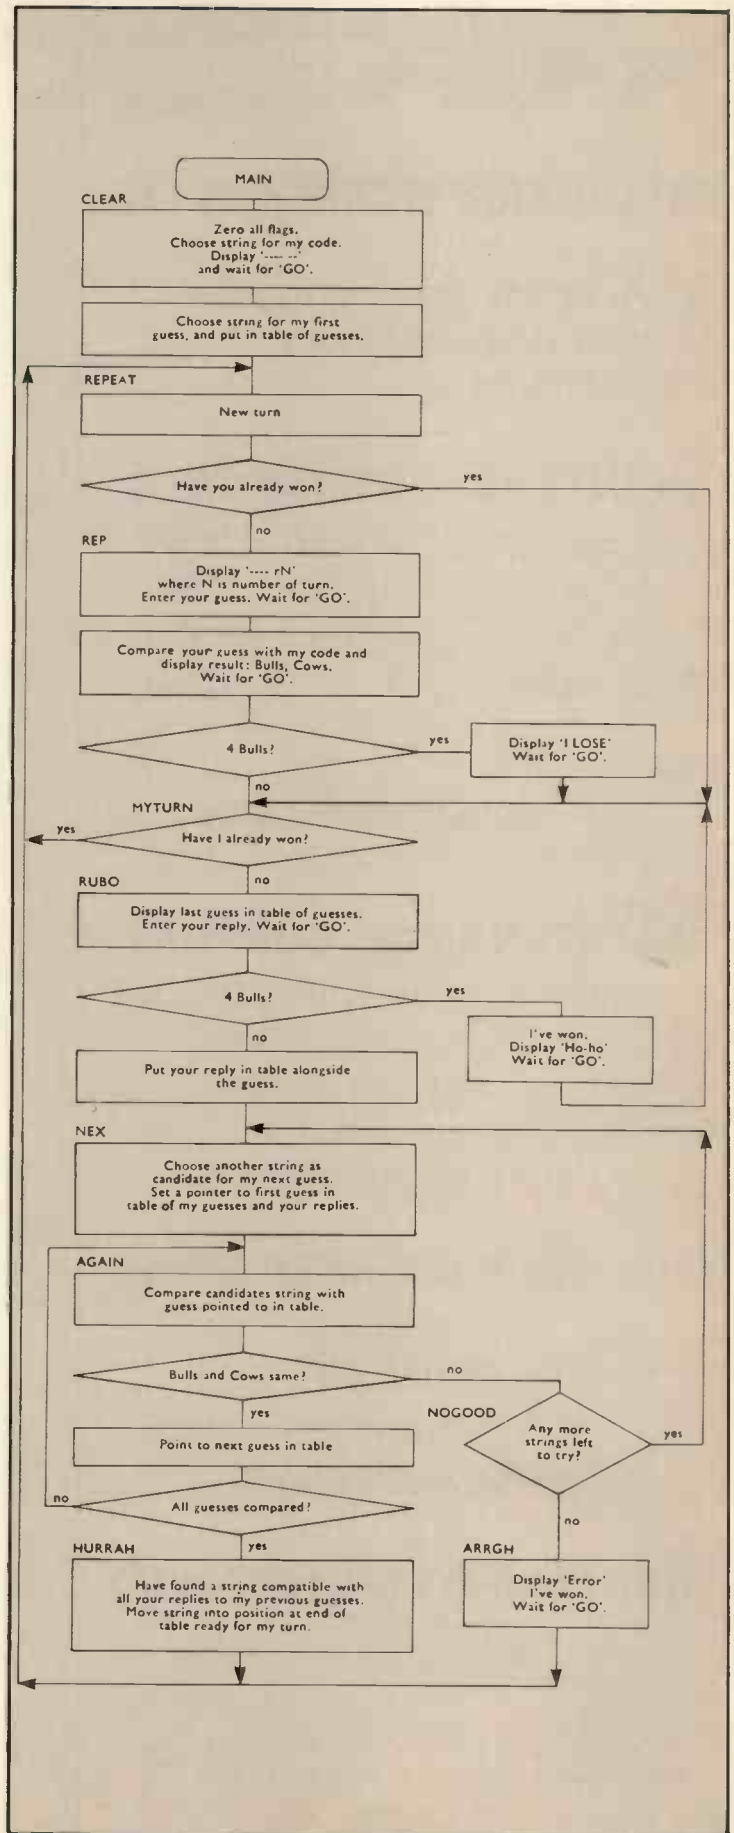 MAIN
CLEAR
Zero all flags.
Choose string for my code.
Display '---- --'
and wait for 'GO'.
Choose string for my first
guess, and put in table of guesses.
REPEAT
New turn
Have you already won?
yes
no
REP
Display '---- rN'
where N is number of turn.
Enter your guess. Wait for 'GO'.
Compare your guess with my code and
display result: Bulls, Cows.
Wait for 'GO'.
4 Bulls?
yes
Display 'I LOSE'
Wait for 'GO'.
no
MYTURN
yes
Have I already won?
no
RUBO
Display last guess in table of guesses.
Enter your reply. Wait for 'GO'.
4 Bulls?
yes
I've won.
Display 'Ho-ho'
Wait for 'GO'.
no
Put your reply in table alongside
the guess.
NEX
Choose another string as
candidate for my next guess.
Set a pointer to first guess in
table of my guesses and your replies.
AGAIN
Compare candidates string with
guess pointed to in table.
Bulls and Cows same?
no
yes
NOGOOD
Any more
strings left
to try?
yes
Point to next guess in table
no
All guesses compared?
no
yes
HURRAH
Have found a string compatible with
all your replies to my previous guesses.
Move string into position at end of
table ready for my turn.
ARRGH
Display 'Error'
I've won.
Wait for 'GO'.